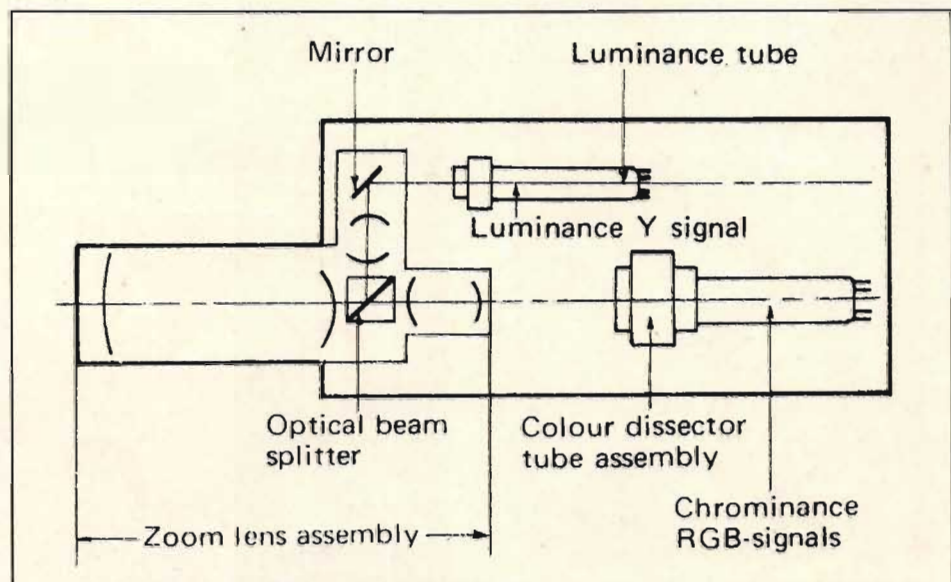 Mirror
Luminance tube
Luminance Y signal
Optical beam
splitter
Colour dissector
tube assembly
Zoom lens assembly
Chrominance
RGB-signals